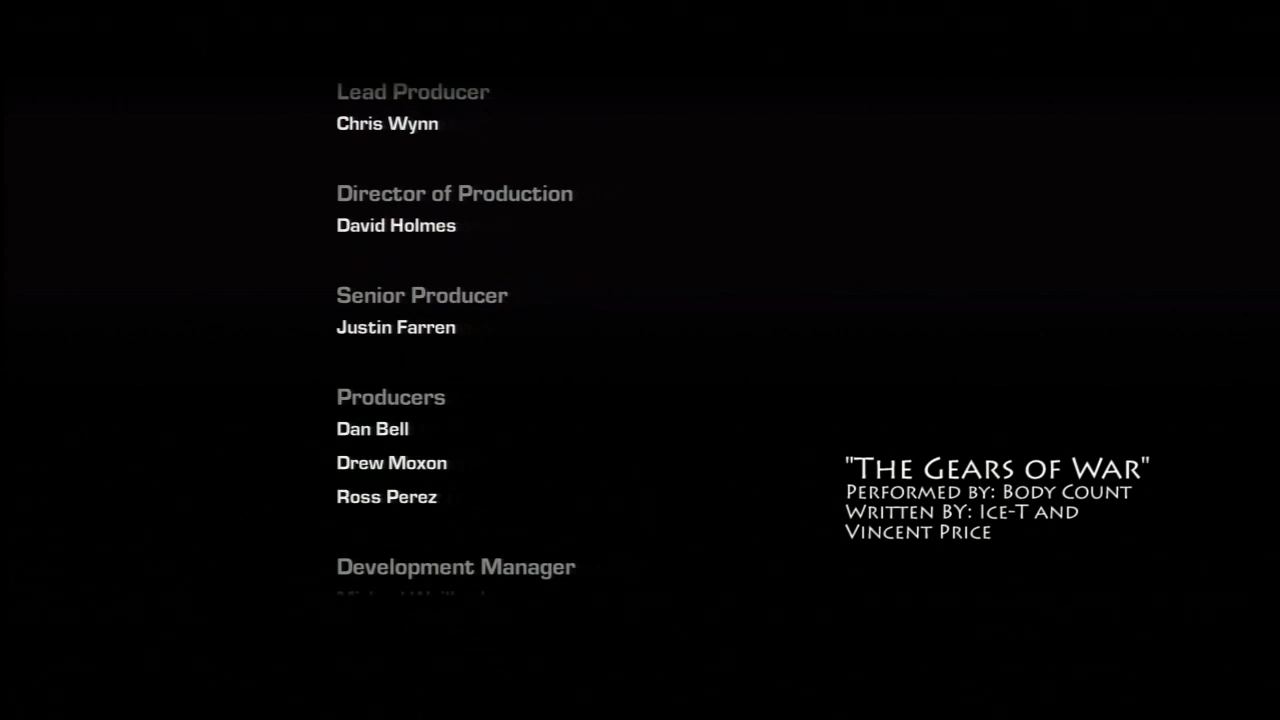 Lead Producer
Chris Wynn
Director of Production
David Holmes
Senior Producer
Justin Farren
Producers
Dan Bell
Drew Moxon
Ross Perez
Development Manager
"The Gears of War"
Performed by: Body Count
Written BY: Ice-T and
Vincent Price